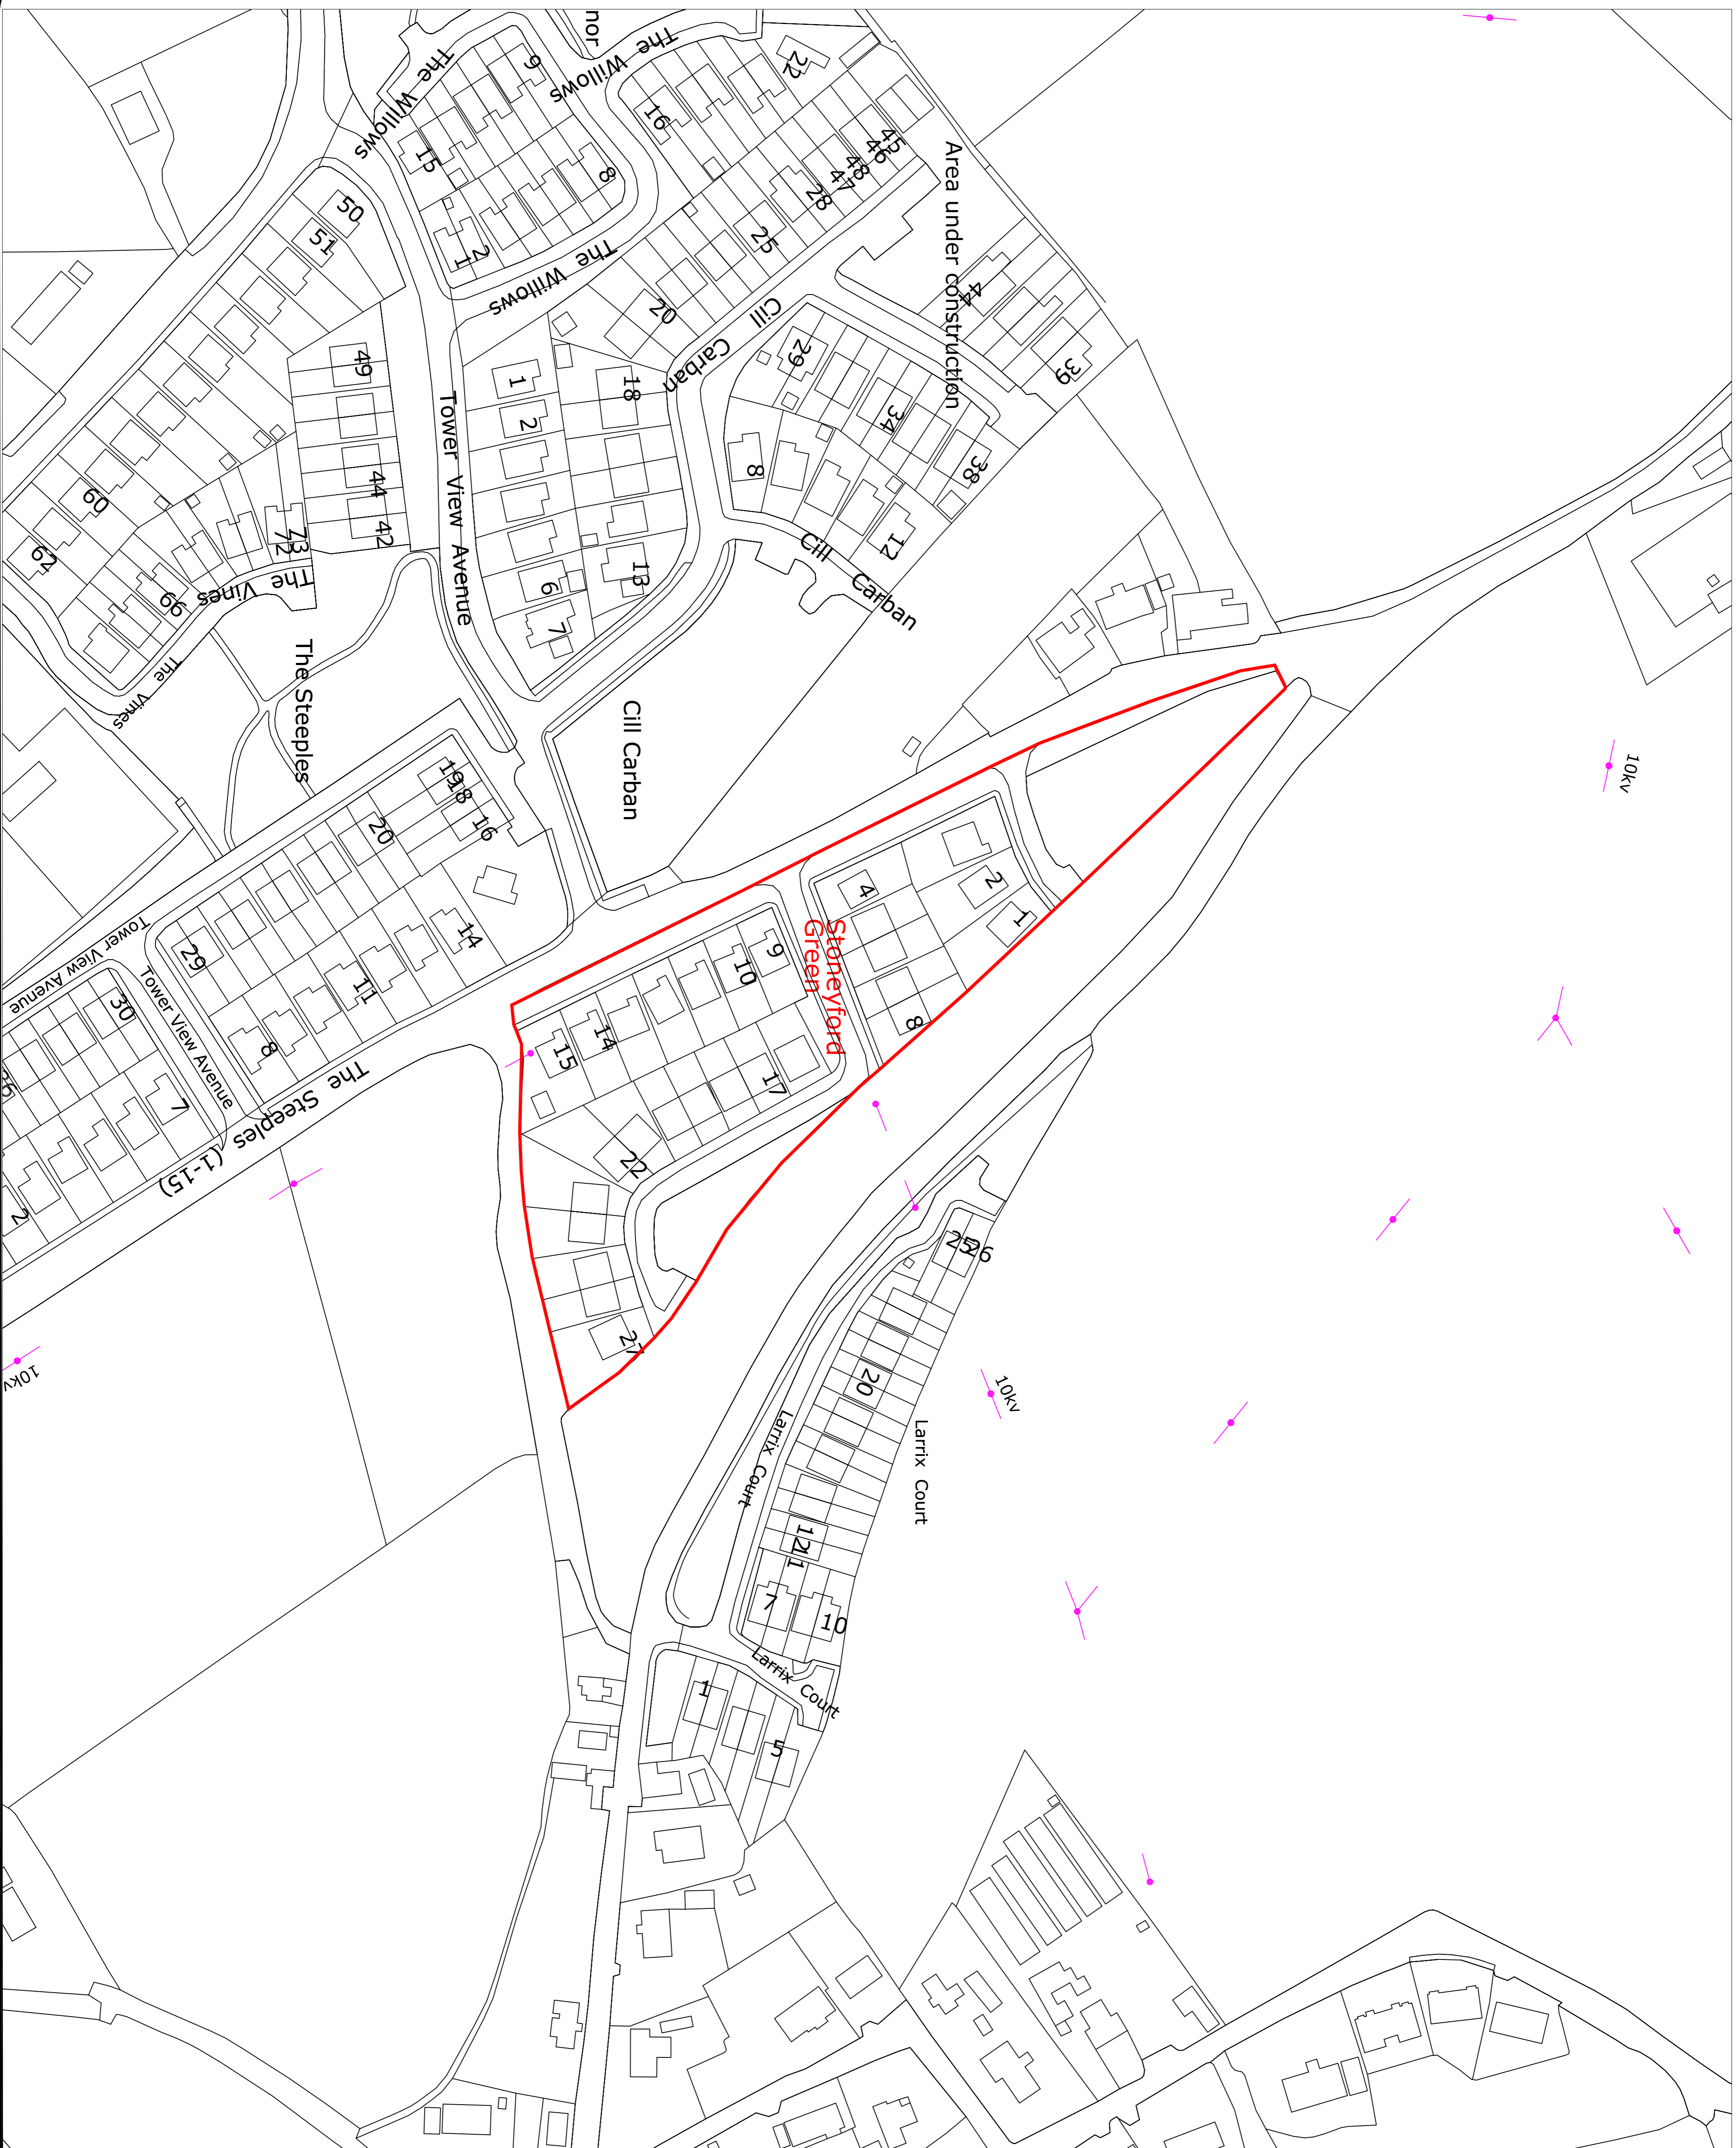 nor
The Willows
The Willows
The Willows
9
22
16
15
8
45
46
48
47
28
2
1
25
50
51
Area under construction
44
20
Cill
Carban
29
39
49
1
18
2
34
44
38
8
60
42
73
72
Tower View Avenue
12
62
13
6
66
The Vines
7
Cill
Carban
The Vines
The Steeples
Cill Carban
19
18
20
16
10kv
4
2
1
Tower View Avenue
29
14
Stoneyford
Green
9
10
11
Tower View Avenue
30
8
14
15
8
17
7
The Steeples
(1-15)
22
2
25
26
27
10kv
20
10kv
Larrix Court
Larrix Court
12
11
7
10
Larrix Court
1
5